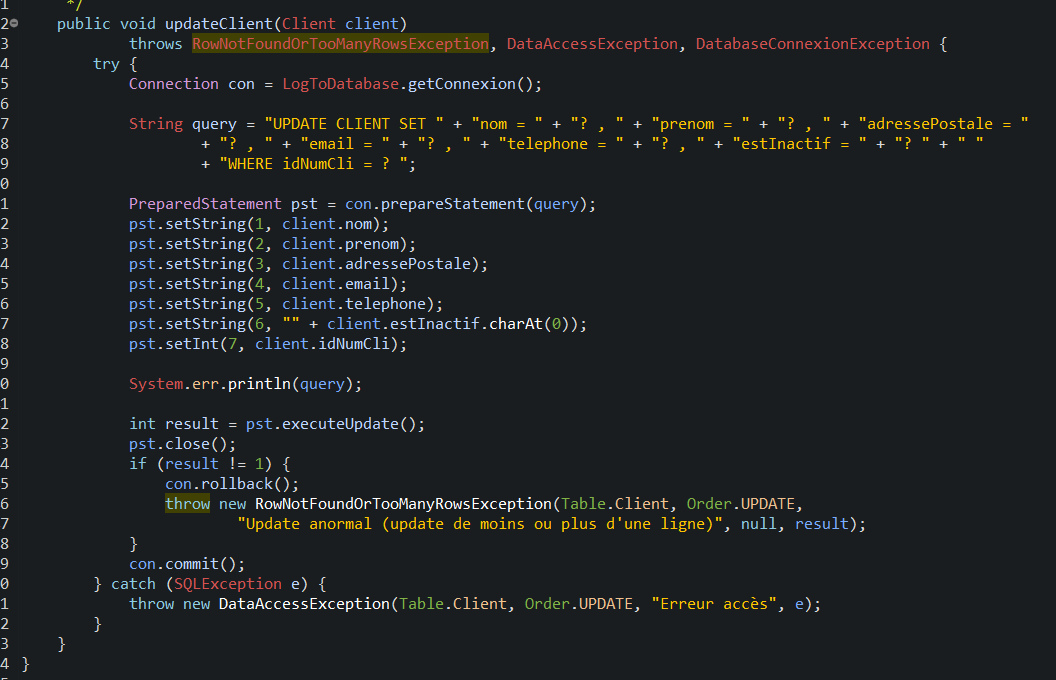 1 */
2 public void updateClient(Client client)
3 throws RowNotFoundOrTooManyRowsException, DataAccessException, DatabaseConnexionException {
4 try {
5 Connection con = LogToDatabase.getConnexion();
6
7 String query = "UPDATE CLIENT SET " + "nom = " + "? , " + "prenom = " + "? , " + "adressePostale = "
8 + "? , " + "email = " + "? , " + "telephone = " + "? , " + "estInactif = " + "? " + " "
9 + "WHERE idNumCli = ? ";
0
1 PreparedStatement pst = con.prepareStatement(query);
2 pst.setString(1, client.nom);
3 pst.setString(2, client.prenom);
4 pst.setString(3, client.adressePostale);
5 pst.setString(4, client.email);
6 pst.setString(5, client.telephone);
7 pst.setString(6, "" + client.estInactif.charAt(0));
8 pst.setInt(7, client.idNumCli);
9
0 System.err.println(query);
1
2 int result = pst.executeUpdate();
3 pst.close();
4 if (result != 1) {
5 con.rollback();
6 throw new RowNotFoundOrTooManyRowsException(Table.Client, Order.UPDATE,
7 "Update anormal (update de moins ou plus d'une ligne)", null, result);
8 }
9 con.commit();
0 } catch (SQLException e) {
1 throw new DataAccessException(Table.Client, Order.UPDATE, "Erreur accès", e);
2 }
3 }
4 }